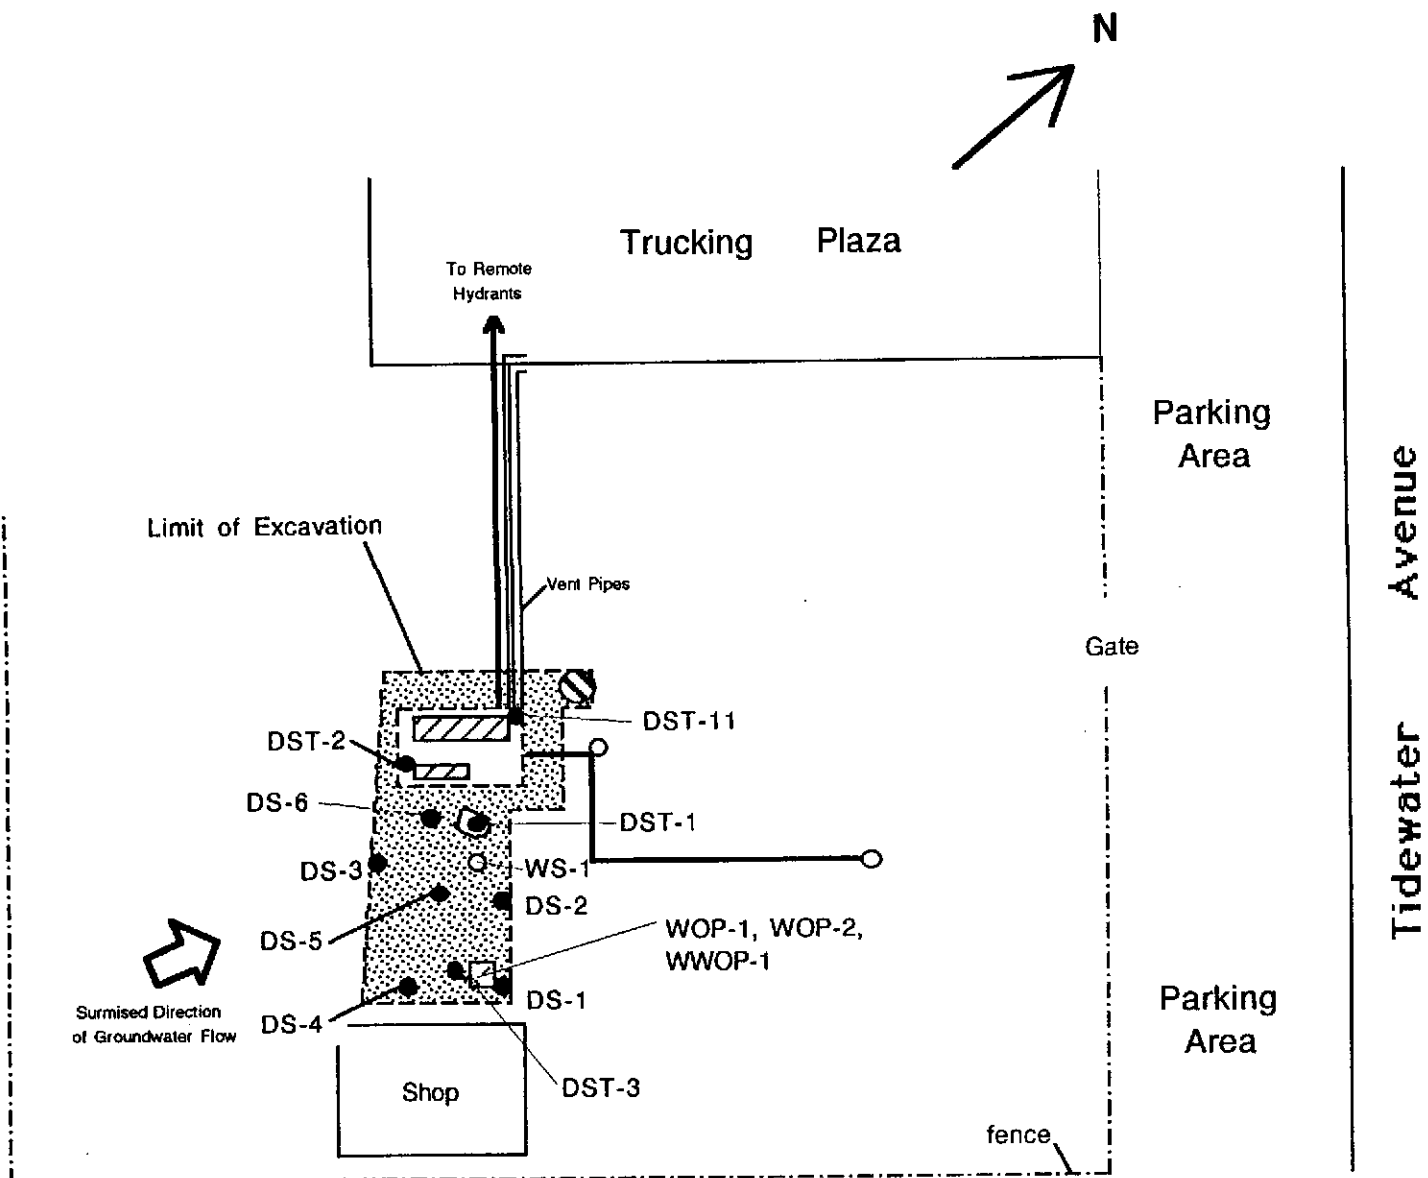 N
Trucking Plaza
To Remote
Hydrants
Parking
Area
Limit of Excavation
Vent Pipes
Gate
DST-11
DST-2
DS-6
DST-1
DS-3
WS-1
DS-2
DS-5
WOP-1, WOP-2,
WWOP-1
DS-1
Surmised Direction
of Groundwater Flow
DS-4
Parking
Area
DST-3
Shop
fence
Tidewater Avenue